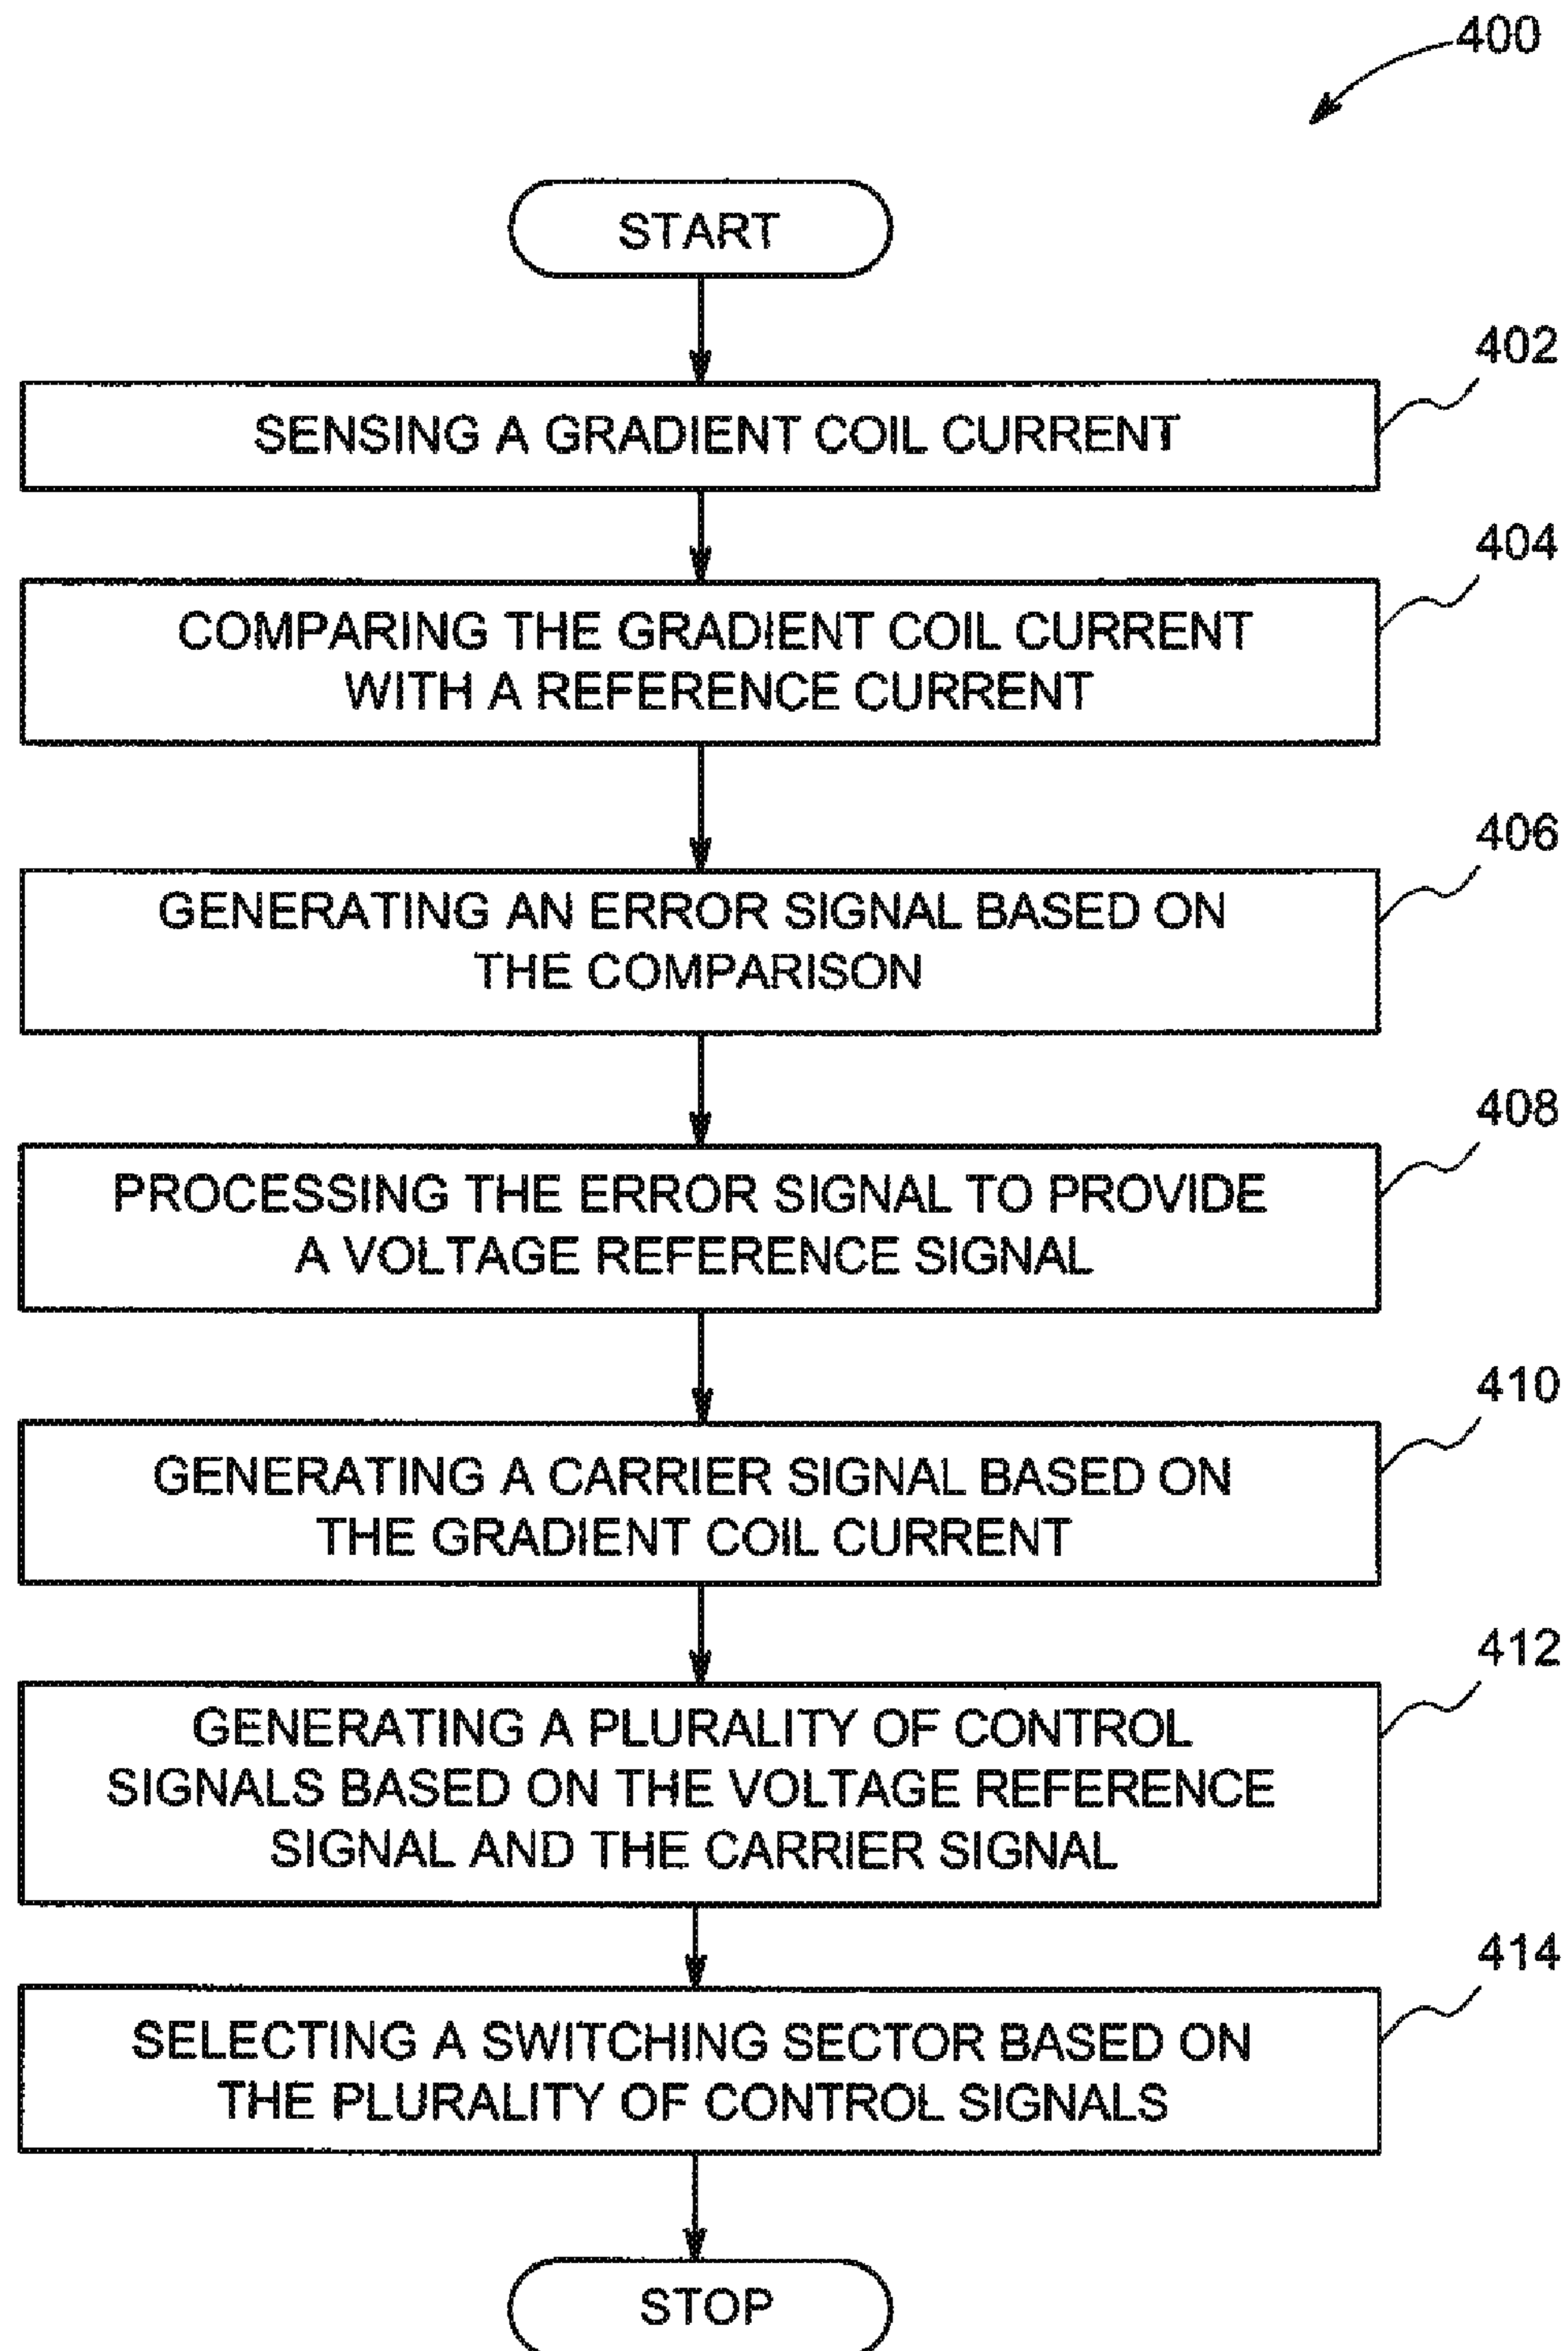 400
START
402
SENSING A GRADIENT COIL CURRENT
404
COMPARING THE GRADIENT COIL CURRENT
WITH A REFERENCE CURRENT
406
GENERATING AN ERROR SIGNAL BASED ON
THE COMPARISON
408
PROCESSING THE ERROR SIGNAL TO PROVIDE
A VOLTAGE REFERENCE SIGNAL
410
GENERATING A CARRIER SIGNAL BASED ON
THE GRADIENT COIL CURRENT
412
GENERATING A PLURALITY OF CONTROL
SIGNALS BASED ON THE VOLTAGE REFERENCE
SIGNAL AND THE CARRIER SIGNAL
414
SELECTING A SWITCHING SECTOR BASED ON
THE PLURALITY OF CONTROL SIGNALS
STOP